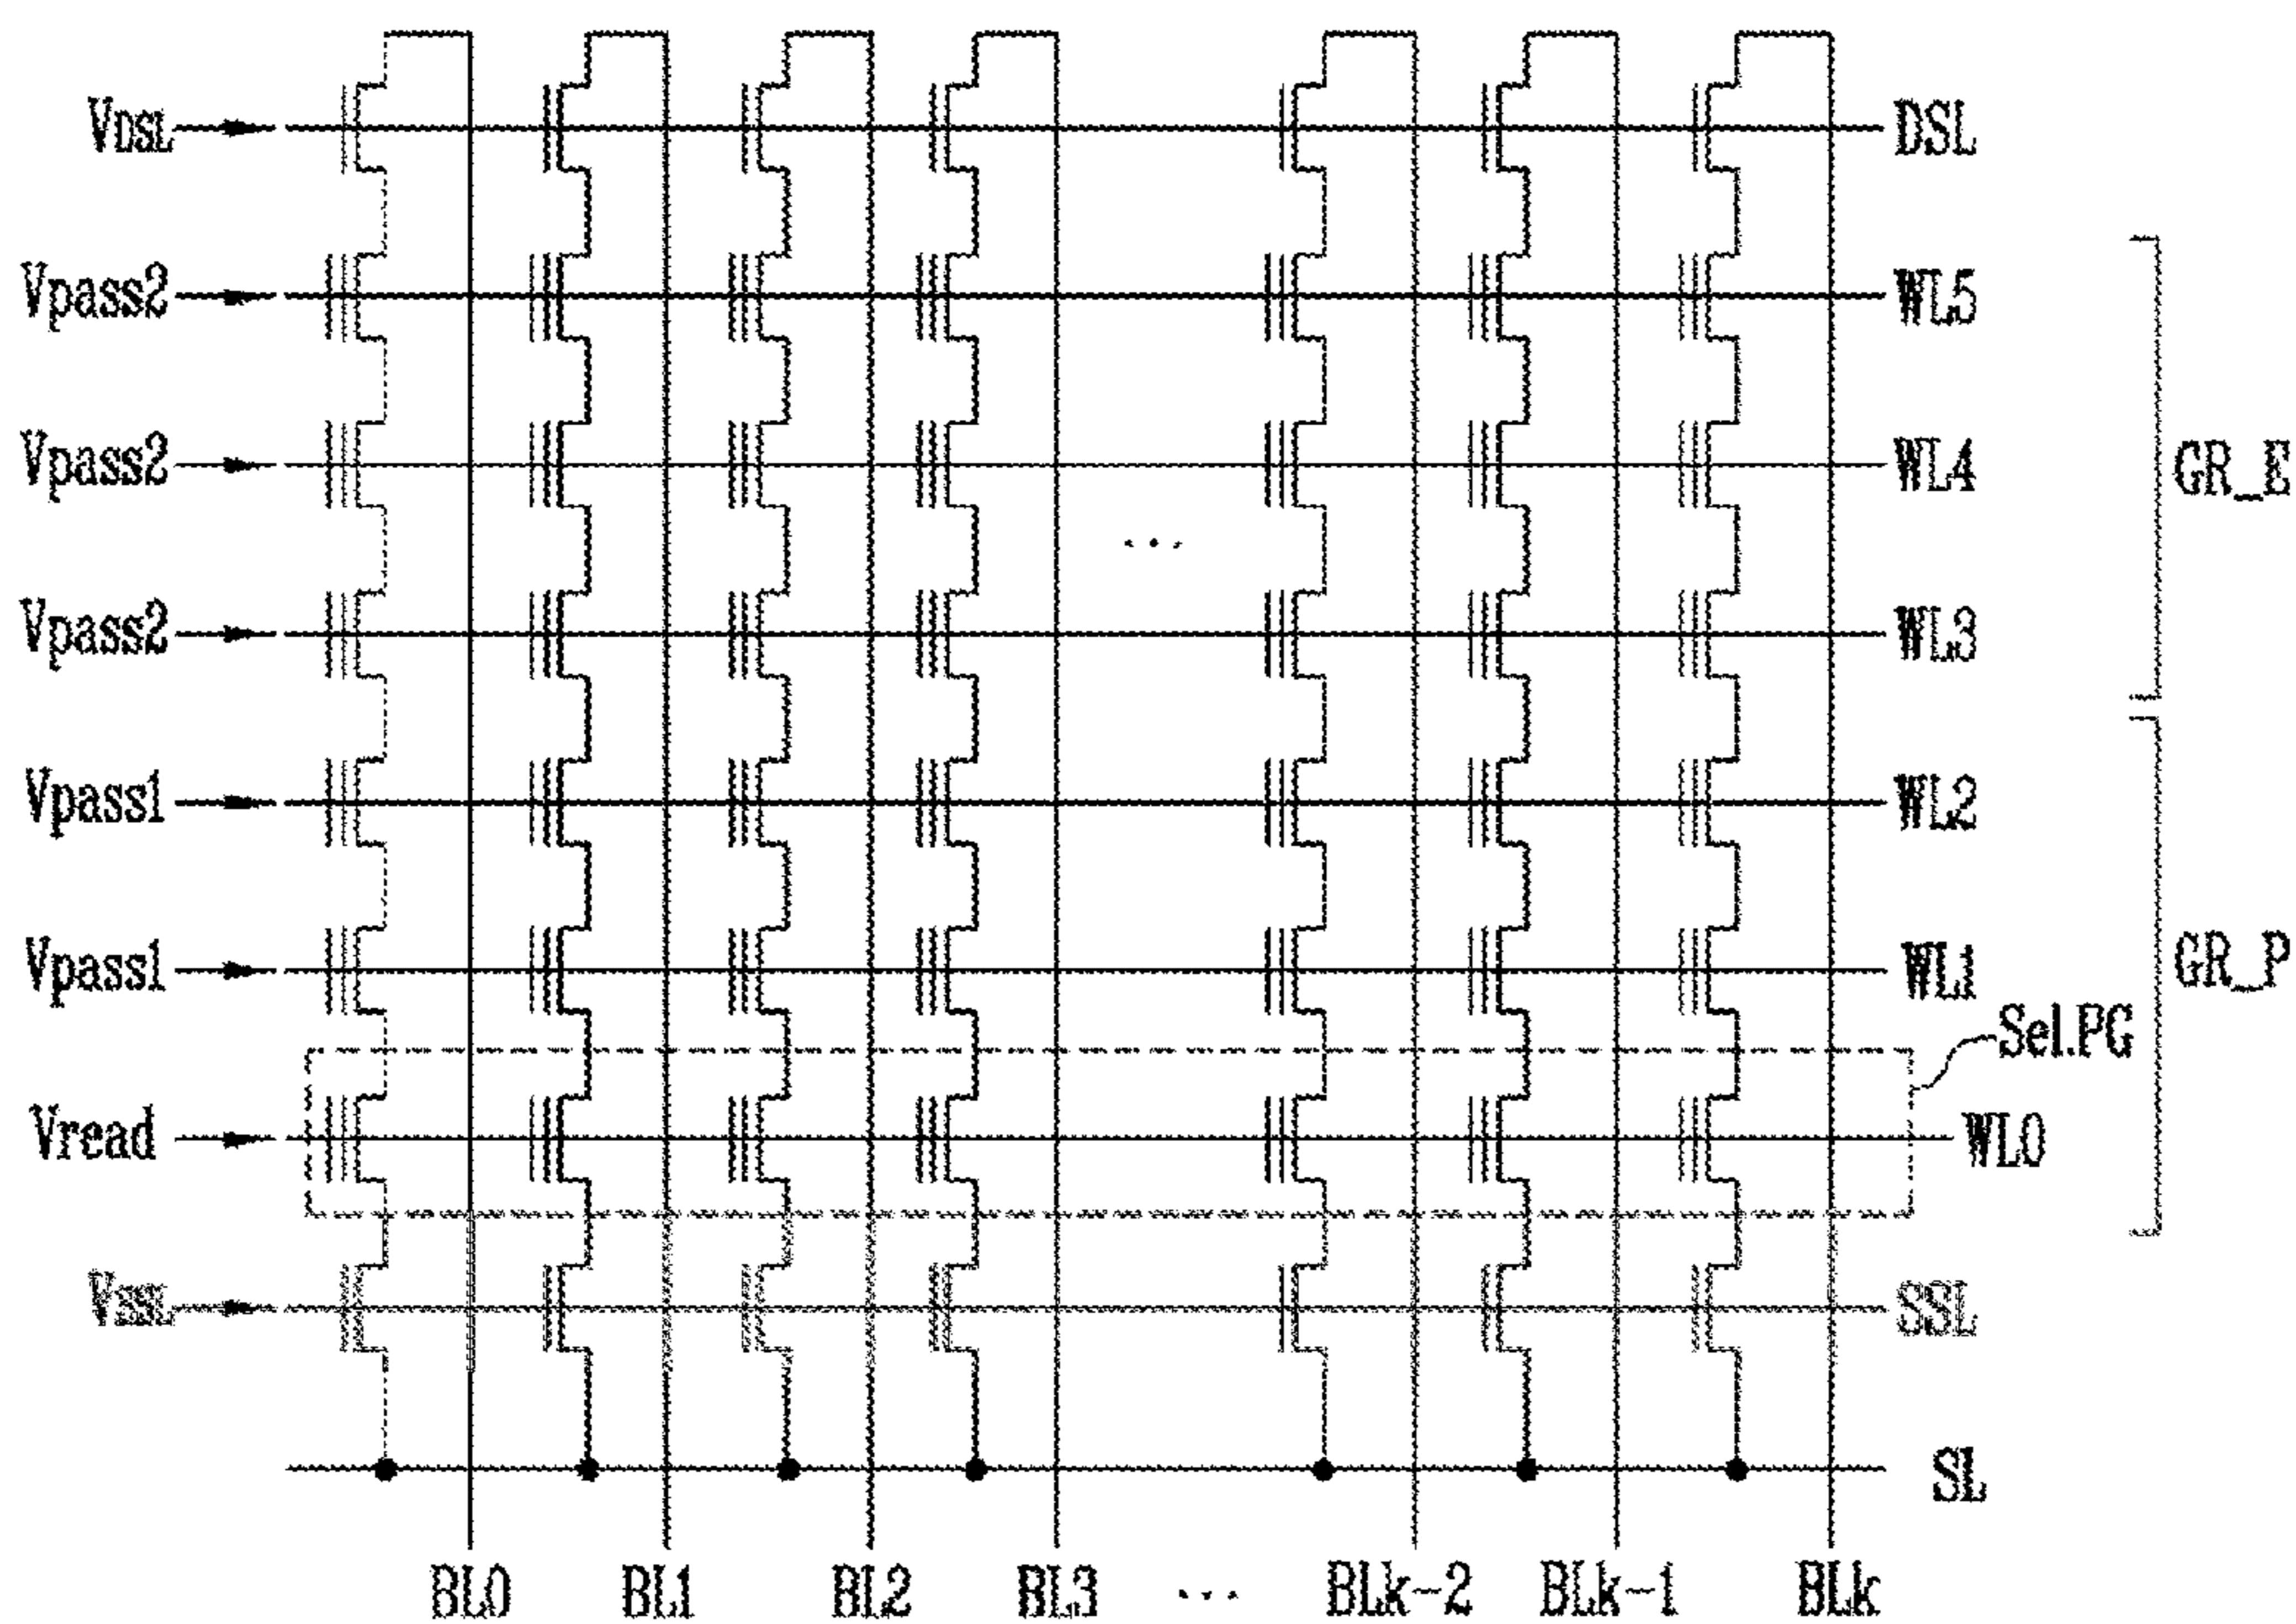 VDSL DSL
Vpass2 WL5
Vpass2 WL4 GR_E
...
Vpass2 WL3
Vpass1 WL2
Vpass1 WL1 GR_P
Sel.PG
Vread WL0
VSSL SSL
SL
BL0 BL1 BL2 BL3 ... BLk-2 BLk-1 BLk